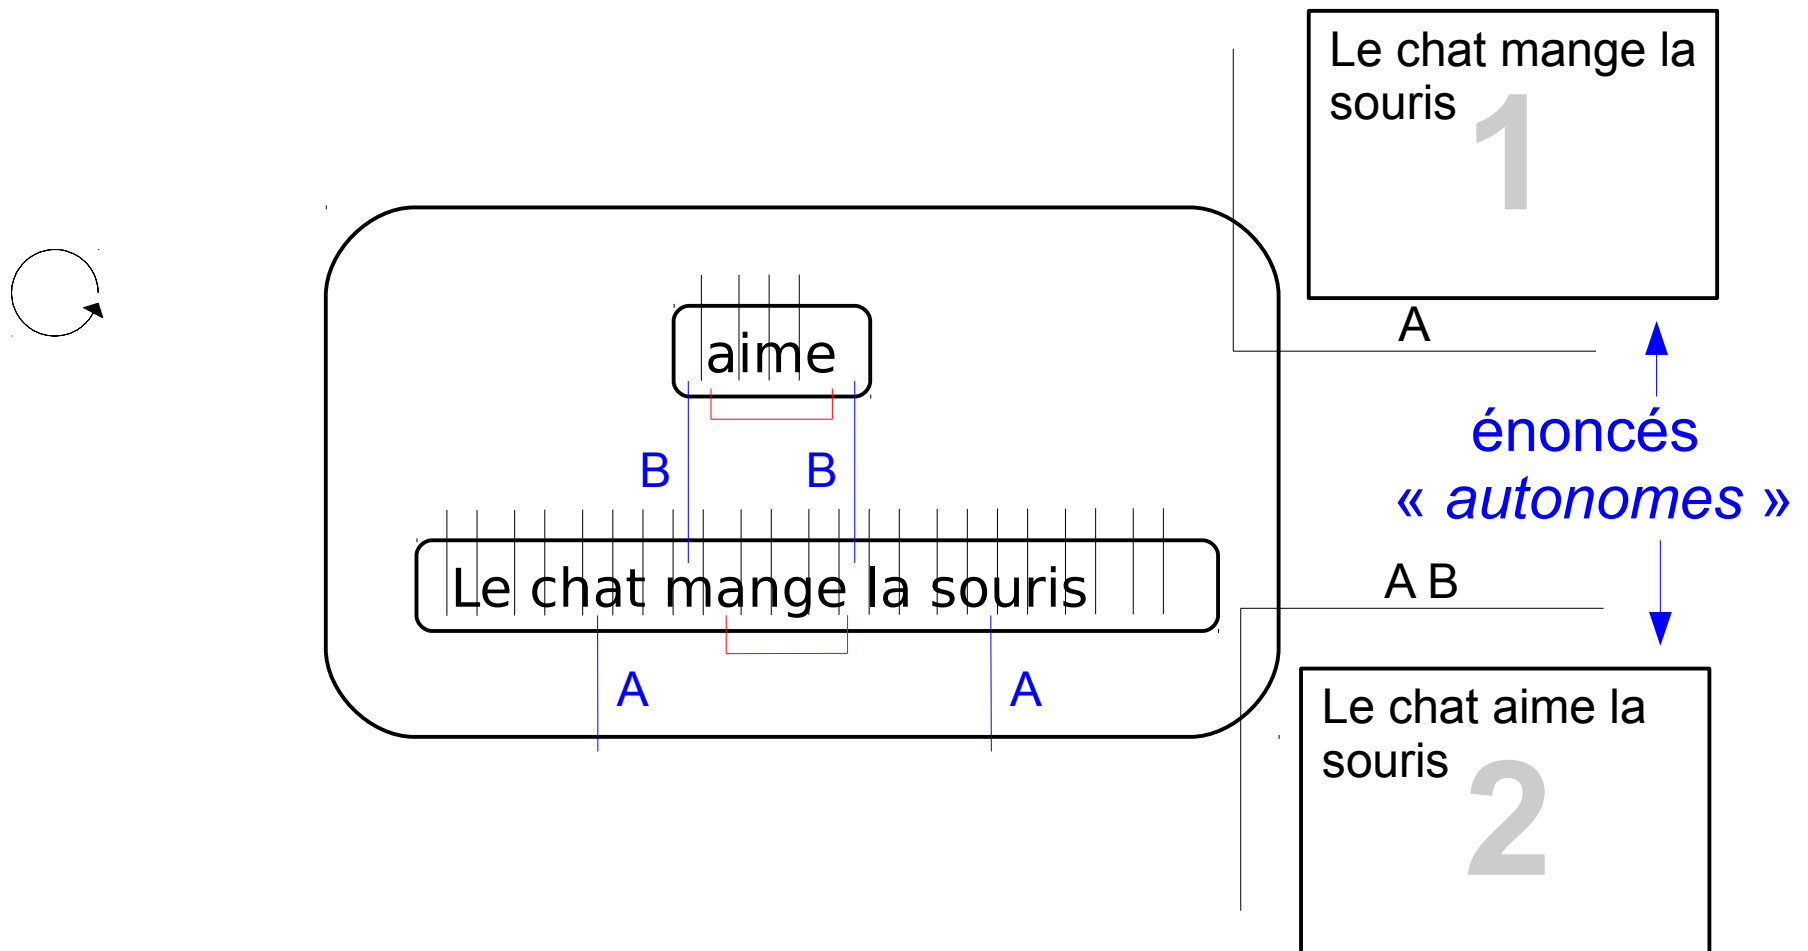 Le chat mange la
souris
1
A
aime
énoncés
« autonomes »
B B
A B
Le chat mange la souris
A A
Le chat aime la
souris
2